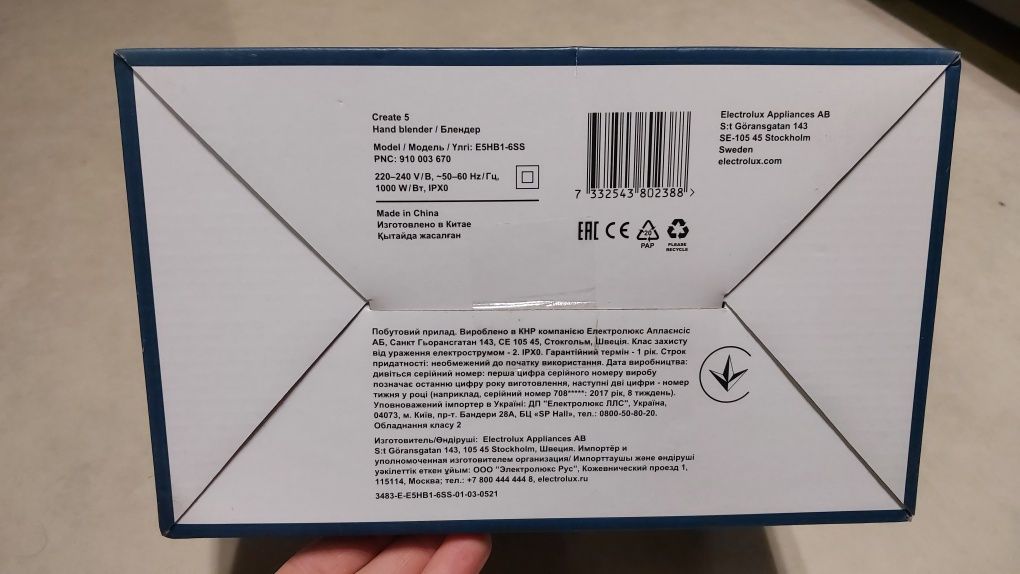 Create 5
Hand blender / Блендер
Model / Модель / Үлгі: E5HB1-6SS
PNC: 910 003 670
220–240 V/В, ~50–60 Hz/Гц,
1000 W/Вт, IPX0
Made in China
Изготовлено в Китае
Қытайда жасалған
7 332543 802388 >
EAC CE 20 PAP PLEASE RECYCLE
Electrolux Appliances AB
S:t Göransgatan 143
SE-105 45 Stockholm
Sweden
electrolux.com
Побутовий прилад. Вироблено в КНР компанією Електролюкс Аплаєнсіс
АБ, Санкт Гьорансгатан 143, СЕ 105 45, Стокгольм, Швеція. Клас захисту
від ураження електрострумом - 2. IPX0. Гарантійний термін - 1 рік. Строк
придатності: необмежений до початку використання. Дата виробництва:
дивіться серійний номер: перша цифра серійного номеру виробу
позначає останню цифру року виготовлення, наступні дві цифри - номер
тижня у році (наприклад, серійний номер 708*****: 2017 рік, 8 тиждень).
Уповноважений імпортер в Україні: ДП "Електролюкс ЛЛС", Україна,
04073, м. Київ, пр-т. Бандери 28А, БЦ «SP Hall», тел.: 0800-50-80-20.
Обладнання класу 2
Изготовитель/Өндіруші: Electrolux Appliances AB
S:t Göransgatan 143, 105 45 Stockholm, Швеция. Импортёр и
уполномоченная изготовителем организация/ Импорттаушы және өндіруші
уәкілеттік еткен ұйым: ООО "Электролюкс Рус", Кожевнический проезд 1,
115114, Москва; тел.: +7 800 444 444 8, electrolux.ru
3483-E-E5HB1-6SS-01-03-0521